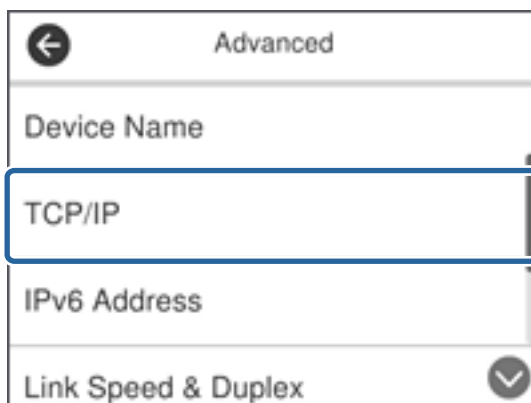 Advanced
Device Name
TCP/IP
IPv6 Address
Link Speed & Duplex